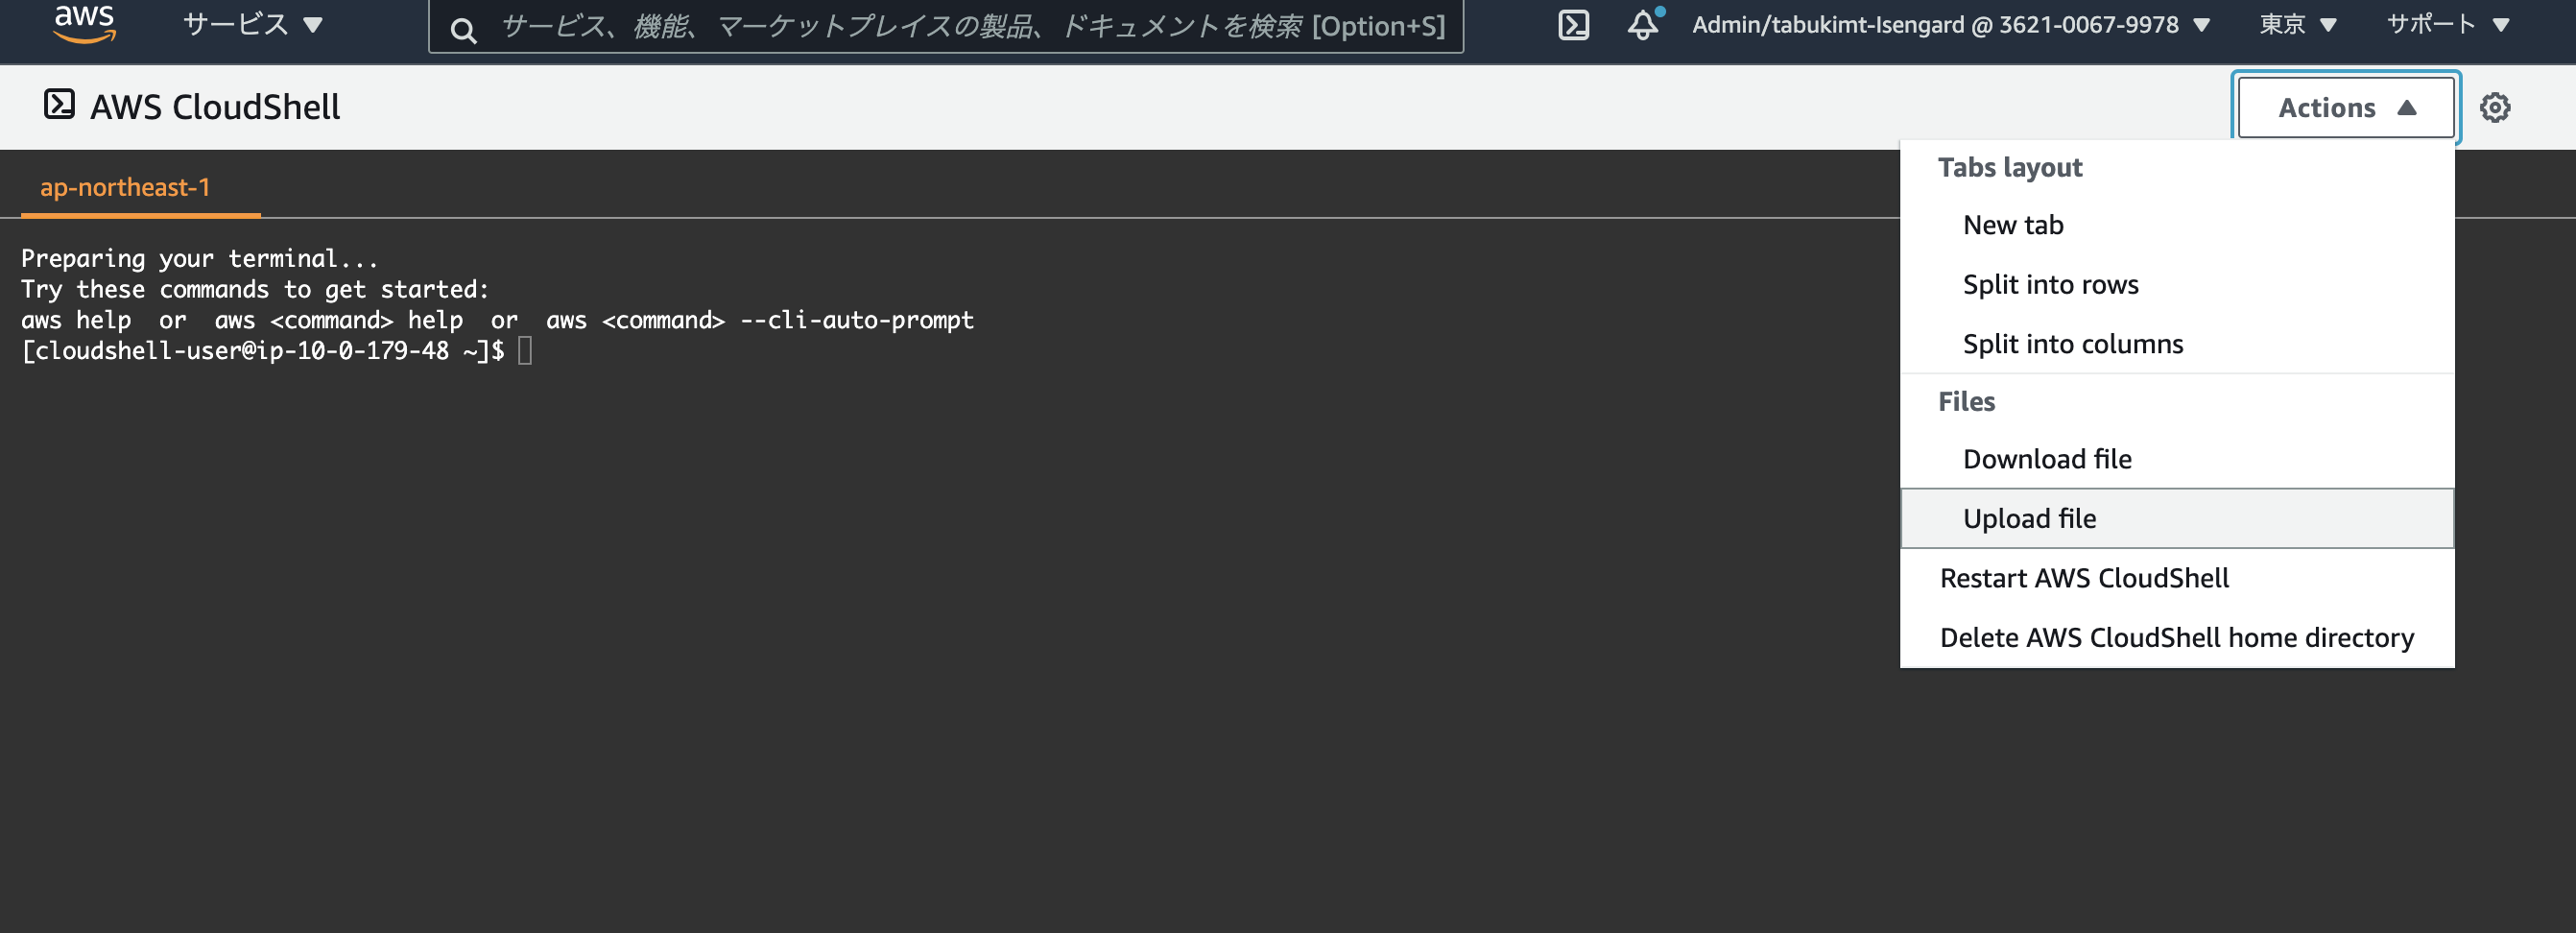 aws サービス サービス、機能、マーケットプレイスの製品、ドキュメントを検索 [Option+S] Admin/tabukimt-Isengard @ 3621-0067-9978 東京 サポート
AWS CloudShell
Actions
ap-northeast-1
Preparing your terminal...
Try these commands to get started:
aws help or aws <command> help or aws <command> --cli-auto-prompt
[cloudshell-user@ip-10-0-179-48 ~]$
Tabs layout
New tab
Split into rows
Split into columns
Files
Download file
Upload file
Restart AWS CloudShell
Delete AWS CloudShell home directory